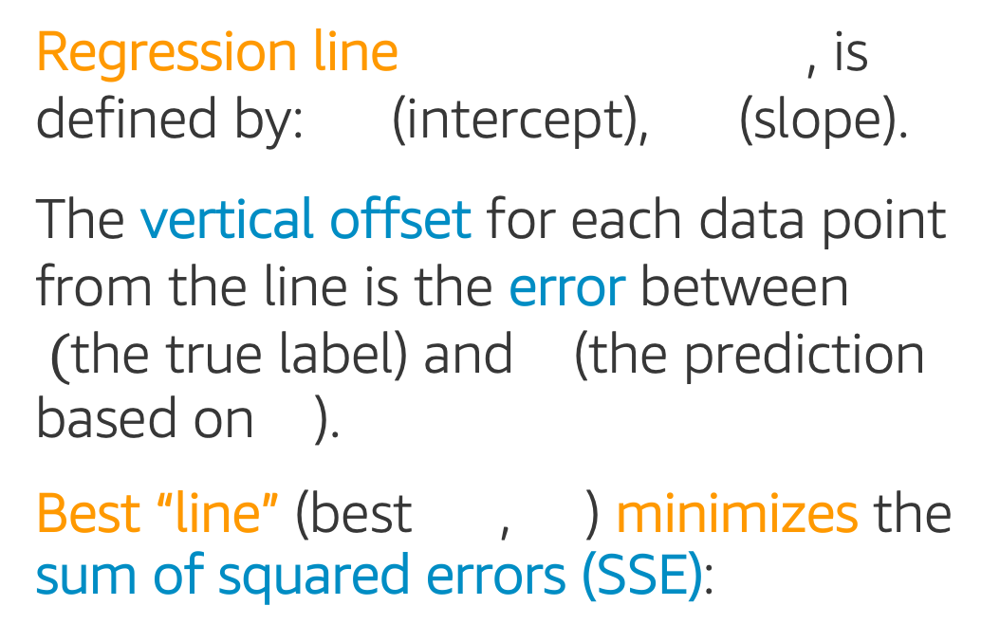 Regression line , is
defined by: (intercept), (slope).
The vertical offset for each data point
from the line is the error between
(the true label) and (the prediction
based on ).
Best “line” (best , ) minimizes the
sum of squared errors (SSE):